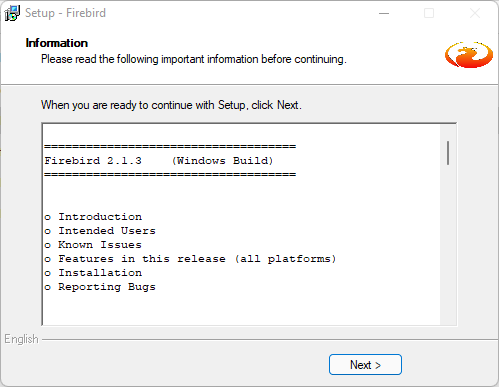 Setup - Firebird
Information
Please read the following important information before continuing.
When you are ready to continue with Setup, click Next.
====================================
Firebird 2.1.3    (Windows Build)
====================================
o Introduction
o Intended Users
o Known Issues
o Features in this release (all platforms)
o Installation
o Reporting Bugs
English
Next >